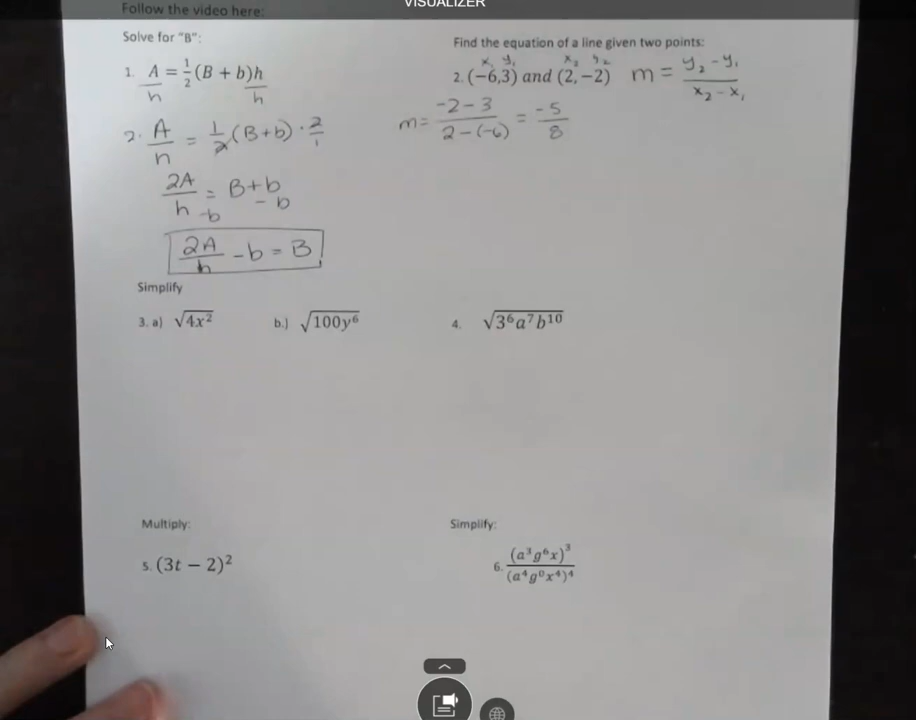 VISUALIZER
Follow the video here:
Solve for "B":
1. A = 1/2 (B + b)h
h h
2. A/h = 1/2 (B+b) · 2/1
2A/h = B+b
-b - b
2A/h - b = B
Find the equation of a line given two points:
x₁ y₁ x₂ y₂
2. (−6,3) and (2, −2) m = y₂ - y₁ / x₂ - x₁
m = -2 - 3 / 2 - (-6) = -5/8
Simplify
3. a) √4x² b.) √100y⁶ 4. √3⁶a⁷b¹⁰
Multiply:
5. (3t − 2)²
Simplify:
6. (a³g⁶x)³ / (a⁴g⁰x⁴)⁴